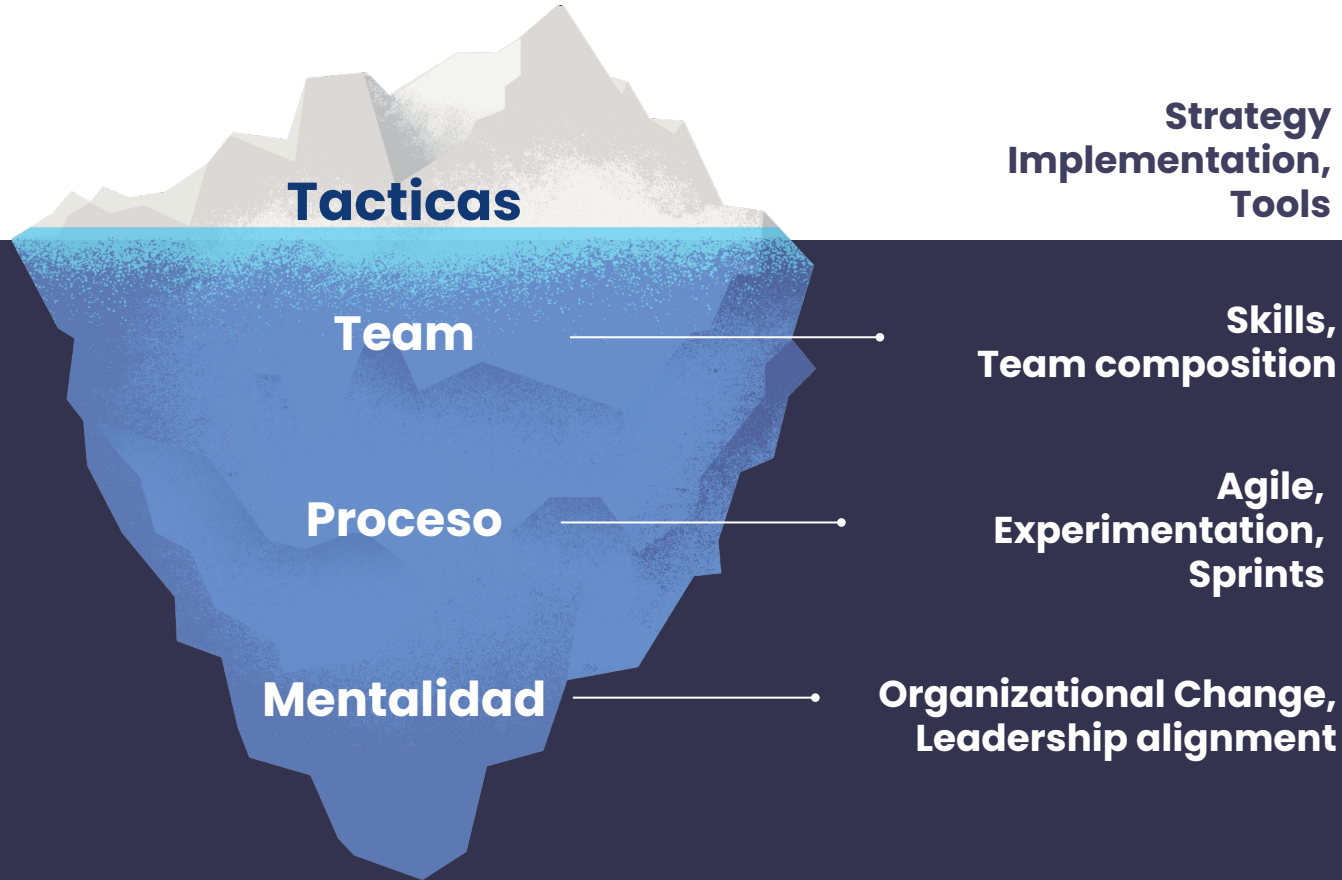 Tacticas
Strategy
Implementation,
Tools
Team
Skills,
Team composition
Proceso
Agile,
Experimentation,
Sprints
Mentalidad
Organizational Change,
Leadership alignment